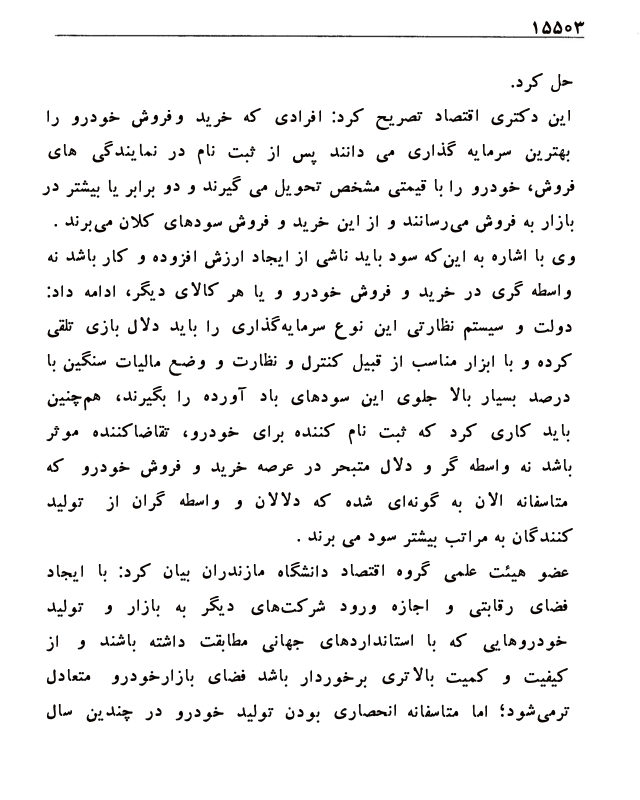 ۱۵۵۰۳
حل کرد.
این دکتری اقتصاد تصریح کرد: افرادی که خرید و فروش خودرو را
بهترین سرمایه گذاری می دانند پس از ثبت نام در نمایندگی های
فروش، خودرو را با قیمتی مشخص تحویل می گیرند و دو برابر یا بیشتر در
بازار به فروش می‌رسانند و از این خرید و فروش سودهای کلان می‌برند .
وی با اشاره به این‌که سود باید ناشی از ایجاد ارزش افزوده و کار باشد نه
واسطه گری در خرید و فروش خودرو و یا هر کالای دیگر، ادامه داد:
دولت و سیستم نظارتی این نوع سرمایه‌گذاری را باید دلال بازی تلقی
کرده و با ابزار مناسب از قبیل کنترل و نظارت و وضع مالیات سنگین با
درصد بسیار بالا جلوی این سودهای باد آورده را بگیرند، هم‌چنین
باید کاری کرد که ثبت نام کننده برای خودرو، تقاضاکننده موثر
باشد نه واسطه گر و دلال متبحر در عرصه خرید و فروش خودرو که
متاسفانه الان به گونه‌ای شده که دلالان و واسطه گران از تولید
کنندگان به مراتب بیشتر سود می برند .
عضو هیئت علمی گروه اقتصاد دانشگاه مازندران بیان کرد: با ایجاد
فضای رقابتی و اجازه ورود شرکت‌های دیگر به بازار و تولید
خودروهایی که با استانداردهای جهانی مطابقت داشته باشند و از
کیفیت و کمیت بالاتری برخوردار باشد فضای بازارخودرو متعادل
ترمی‌شود؛ اما متاسفانه انحصاری بودن تولید خودرو در چندین سال